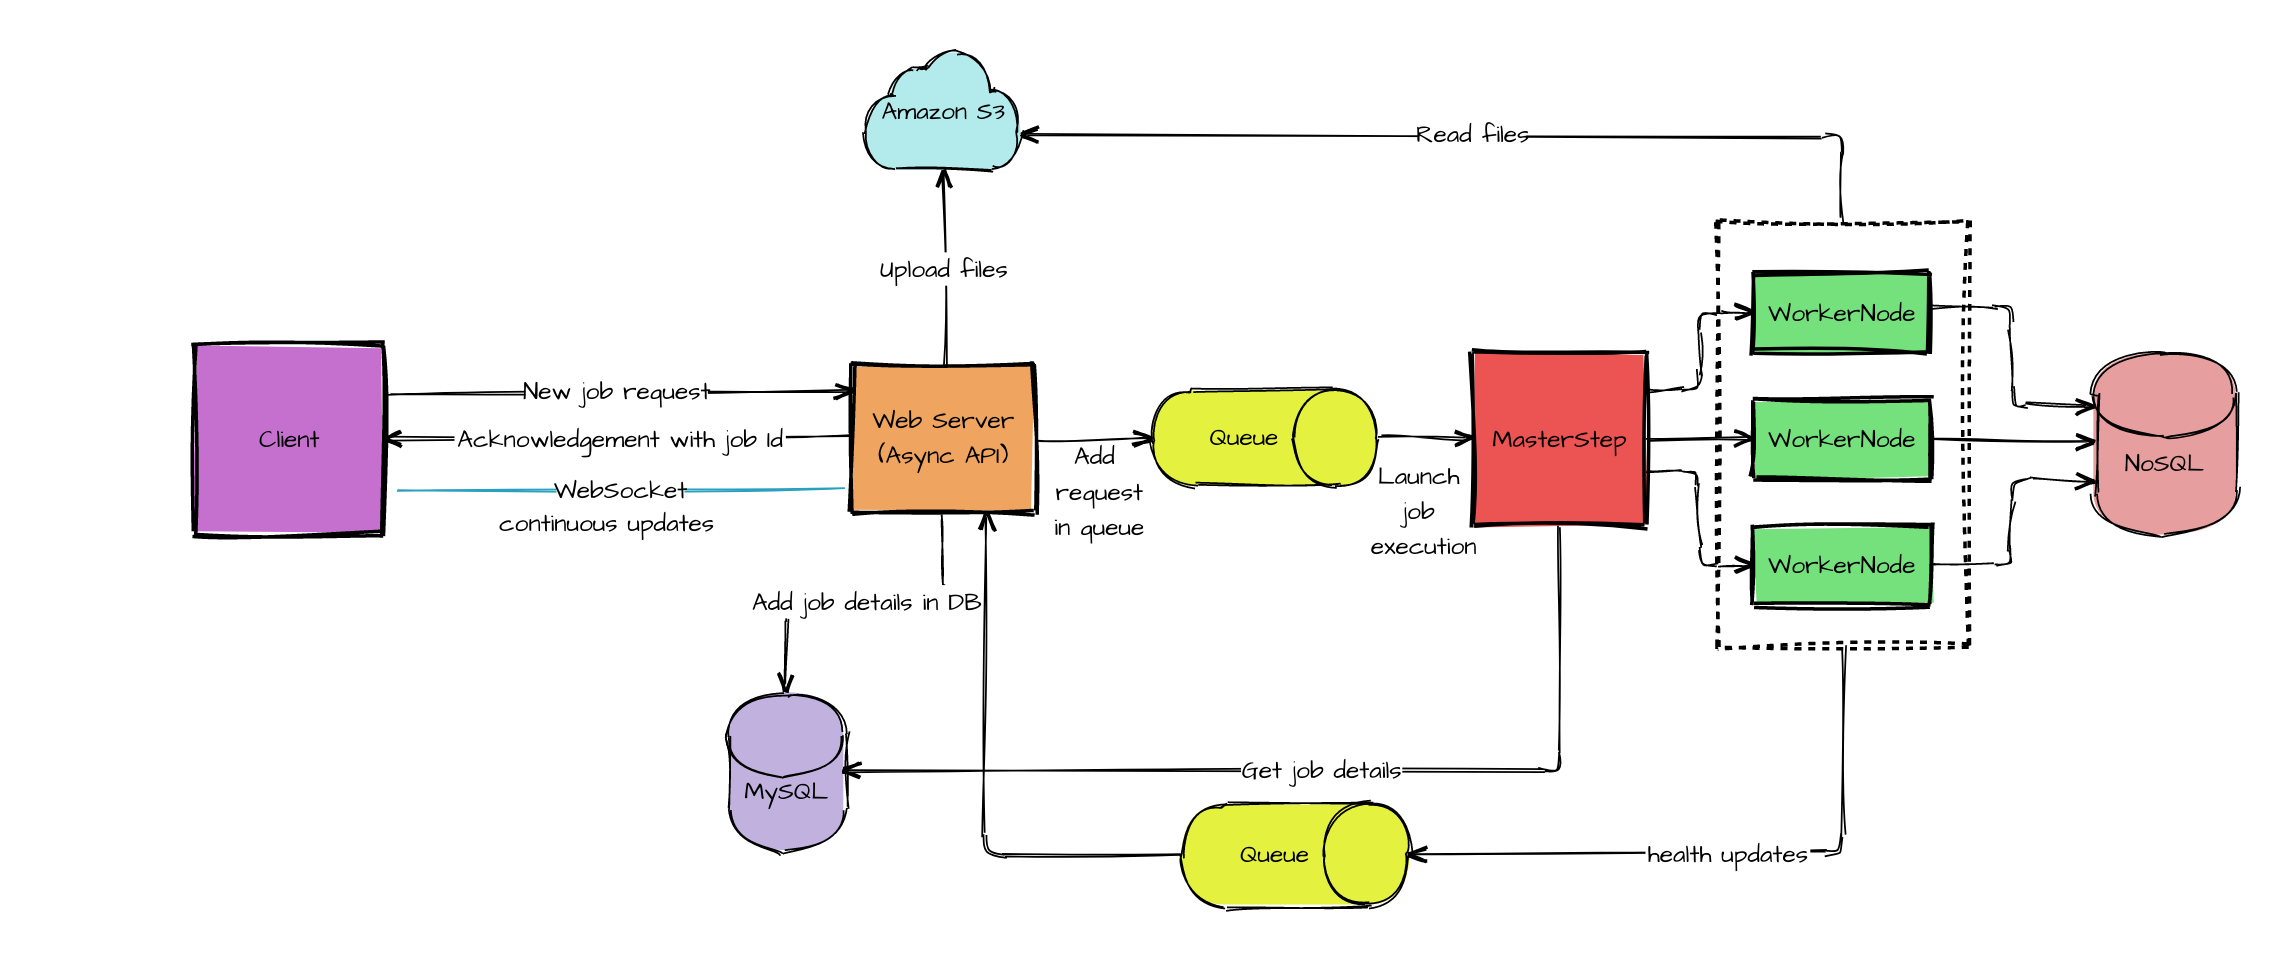 Amazon S3
Read files
Upload files
WorkerNode
New job request
Client
Acknowledgement with job Id
Web Server
(Async API)
Queue
MasterStep
WorkerNode
NoSQL
Add
request
in queue
Launch
job
execution
WebSocket
continuous updates
WorkerNode
Add job details in DB
Get job details
MySQL
Queue
health updates